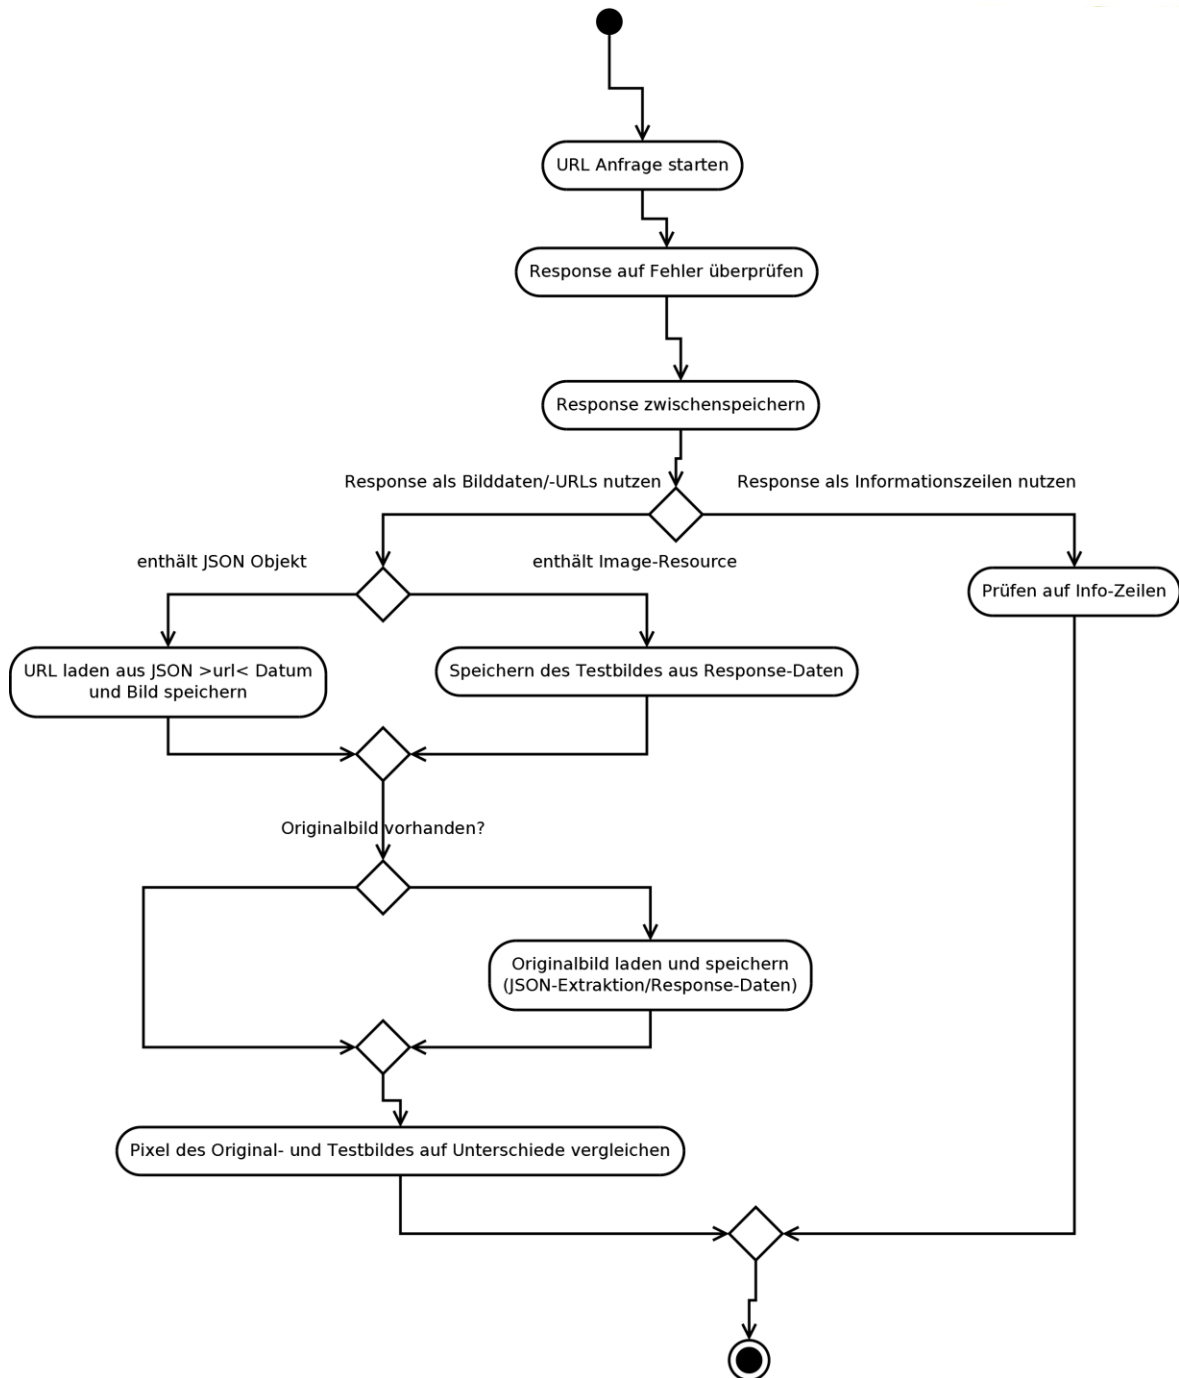 URL Anfrage starten
Response auf Fehler überprüfen
Response zwischenspeichern
Response als Bilddaten/-URLs nutzen
Response als Informationszeilen nutzen
enthält JSON Objekt
enthält Image-Resource
Prüfen auf Info-Zeilen
URL laden aus JSON >url< Datum
und Bild speichern
Speichern des Testbildes aus Response-Daten
Originalbild vorhanden?
Originalbild laden und speichern
(JSON-Extraktion/Response-Daten)
Pixel des Original- und Testbildes auf Unterschiede vergleichen